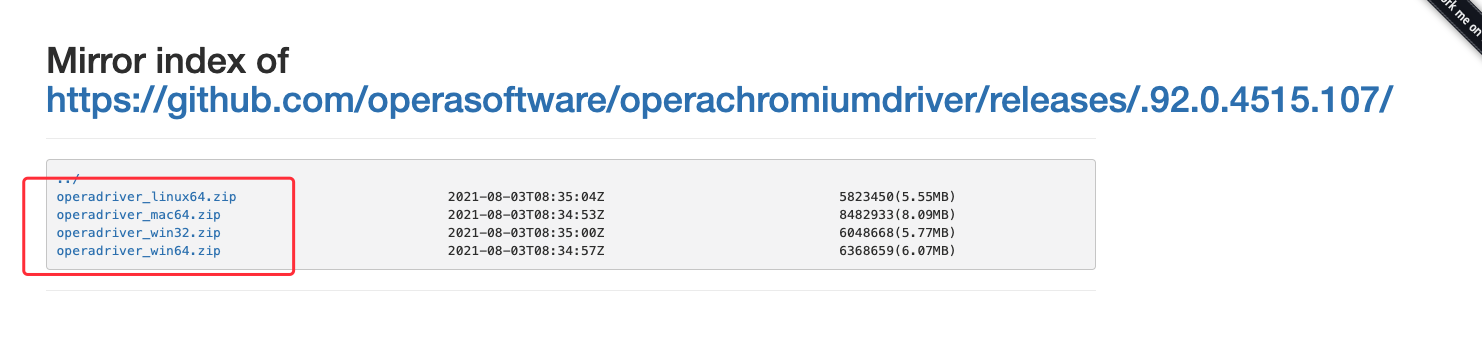 Mirror index of
https://github.com/operasoftware/operachromiumdriver/releases/.92.0.4515.107/
../
operadriver_linux64.zip 2021-08-03T08:35:04Z 5823450(5.55MB)
operadriver_mac64.zip 2021-08-03T08:34:53Z 8482933(8.09MB)
operadriver_win32.zip 2021-08-03T08:35:00Z 6048668(5.77MB)
operadriver_win64.zip 2021-08-03T08:34:57Z 6368659(6.07MB)
me on